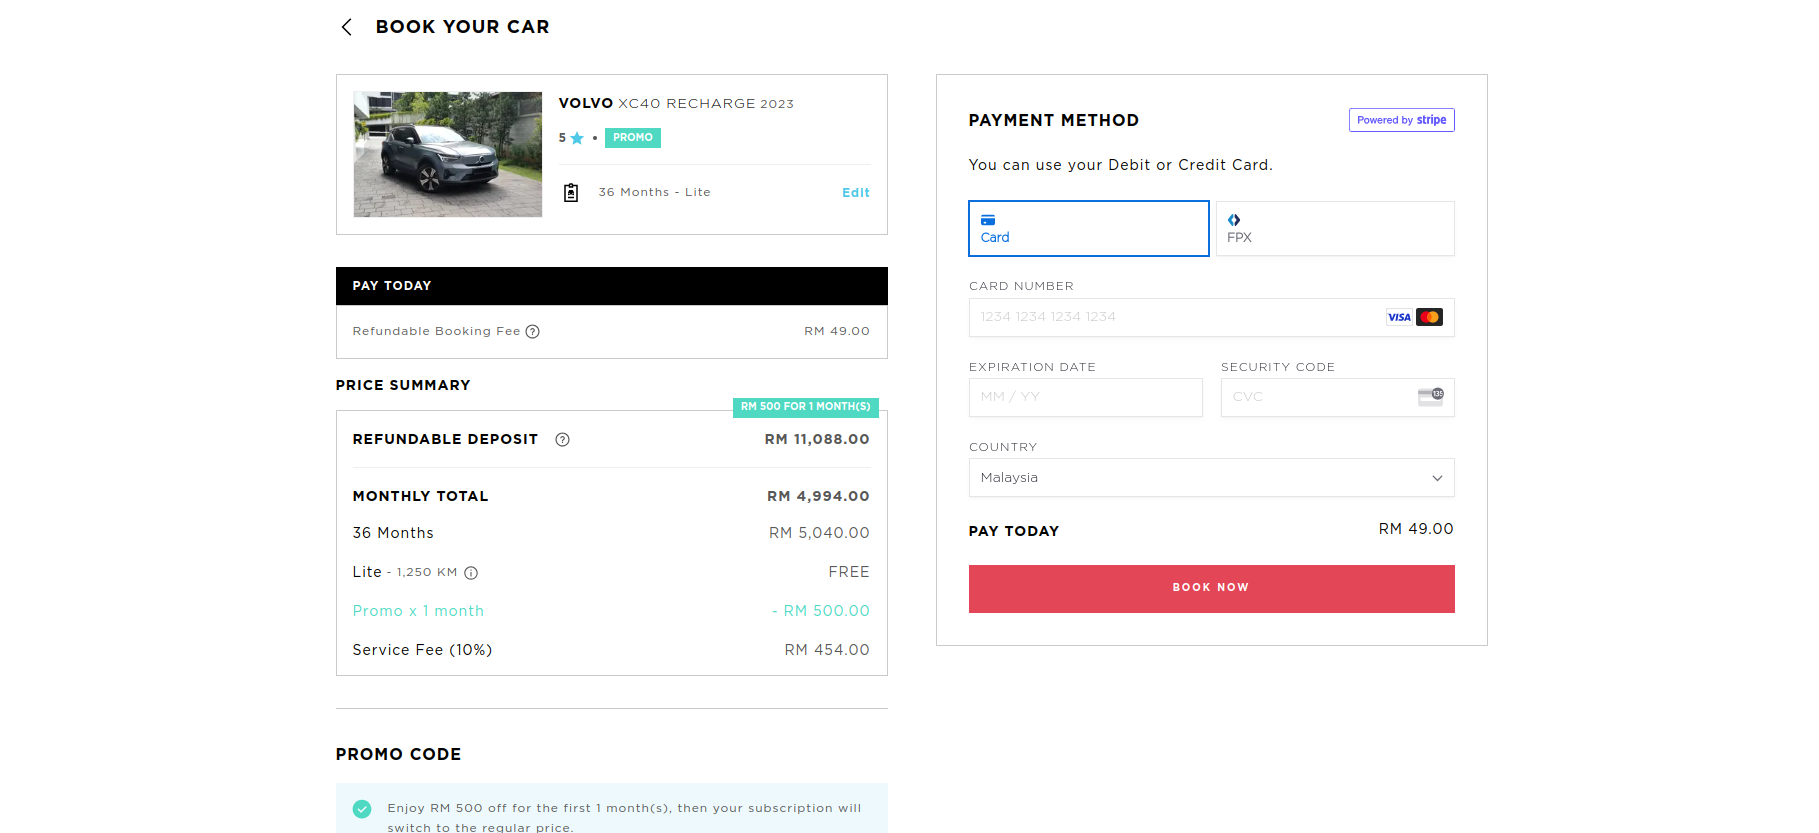 BOOK YOUR CAR
VOLVO XC40 RECHARGE 2023
5 • PROMO
36 Months - Lite Edit
PAY TODAY
Refundable Booking Fee ? RM 49.00
PRICE SUMMARY
RM 500 FOR 1 MONTH(S)
REFUNDABLE DEPOSIT ? RM 11,088.00
MONTHLY TOTAL RM 4,994.00
36 Months RM 5,040.00
Lite - 1,250 KM FREE
Promo x 1 month - RM 500.00
Service Fee (10%) RM 454.00
PROMO CODE
Enjoy RM 500 off for the first 1 month(s), then your subscription will
switch to the regular price.
PAYMENT METHOD Powered by stripe
You can use your Debit or Credit Card.
Card FPX
CARD NUMBER
1234 1234 1234 1234 VISA
EXPIRATION DATE SECURITY CODE
MM / YY CVC 135
COUNTRY
Malaysia
PAY TODAY RM 49.00
BOOK NOW